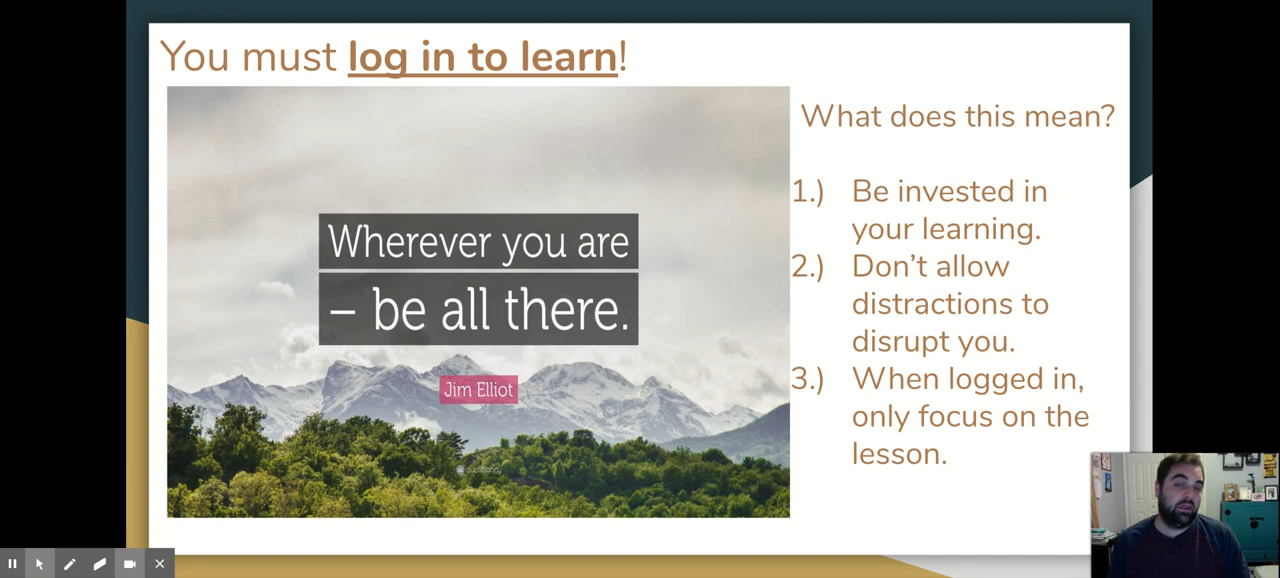 You must log in to learn!
What does this mean?
Wherever you are
– be all there.
Jim Elliot
quotefancy
1.) Be invested in
your learning.
2.) Don’t allow
distractions to
disrupt you.
3.) When logged in,
only focus on the
lesson.